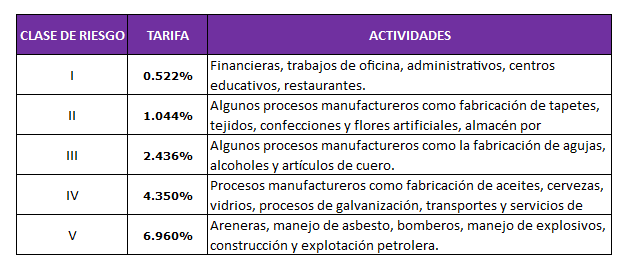 CLASE DE RIESGO TARIFA ACTIVIDADES
I 0.522% Financieras, trabajos de oficina, administrativos, centros
educativos, restaurantes.
II 1.044% Algunos procesos manufactureros como fabricación de tapetes,
tejidos, confecciones y flores artificiales, almacén por
III 2.436% Algunos procesos manufactureros como la fabricación de agujas,
alcoholes y artículos de cuero.
IV 4.350% Procesos manufactureros como fabricación de aceites, cervezas,
vidrios, procesos de galvanización, transportes y servicios de
V 6.960% Areneras, manejo de asbesto, bomberos, manejo de explosivos,
construcción y explotación petrolera.